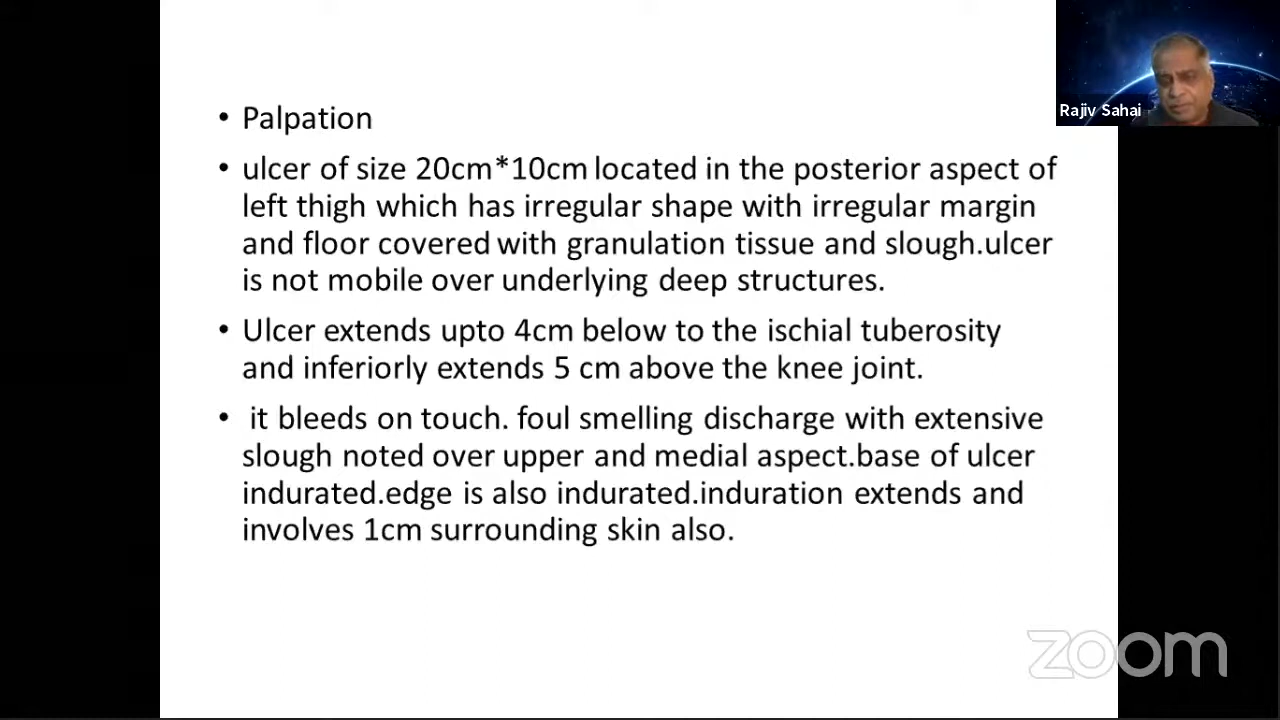 Rajiv Sahai
• Palpation
• ulcer of size 20cm*10cm located in the posterior aspect of
left thigh which has irregular shape with irregular margin
and floor covered with granulation tissue and slough.ulcer
is not mobile over underlying deep structures.
• Ulcer extends upto 4cm below to the ischial tuberosity
and inferiorly extends 5 cm above the knee joint.
• it bleeds on touch. foul smelling discharge with extensive
slough noted over upper and medial aspect.base of ulcer
indurated.edge is also indurated.induration extends and
involves 1cm surrounding skin also.
zoom